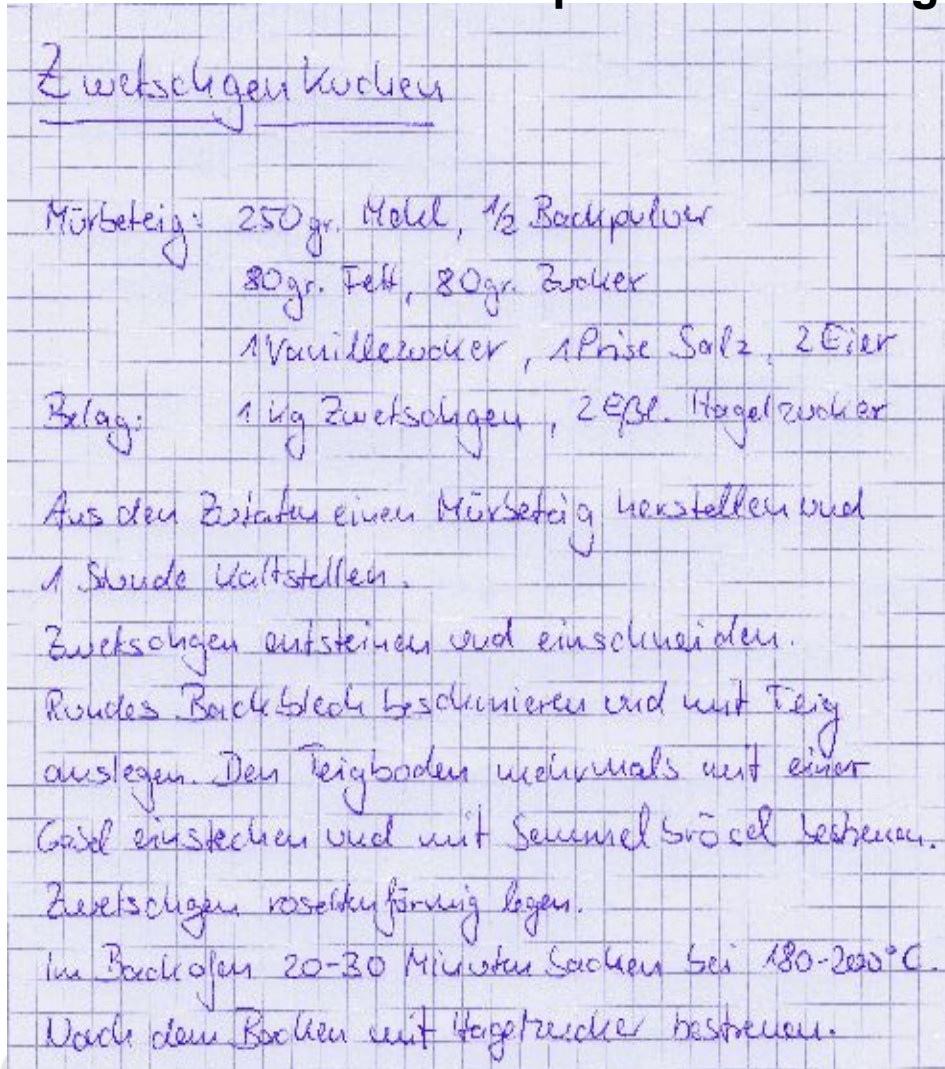 Zwetschgenkuchen
Mürbeteig: 250gr. Mehl, 1/2 Backpulver
80gr. Fett, 80gr. Zucker
1 Vanillezucker, 1 Prise Salz, 2 Eier
Belag: 1 kg Zwetschgen, 2 Eßl. Hagelzucker
Aus den Zutaten einen Mürbeteig herstellen und
1 Stunde kaltstellen.
Zwetschgen entsteinen und einschneiden.
Rundes Backblech beschmieren und mit Teig
auslegen. Den Teigboden mehrmals mit einer
Gabel einstechen und mit Semmelbrösel bestreuen.
Zwetschgen rosettenförmig legen.
im Backofen 20-30 Minuten backen bei 180-200°C.
Nach dem Backen mit Hagelzucker bestreuen.